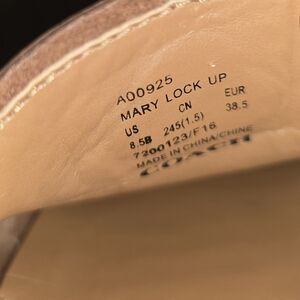 A00925
MARY LOCK UP
US CN EUR
8.5B 245(1.5) 38.5
7200123/F16
MADE IN CHINA/CHINE
COACH